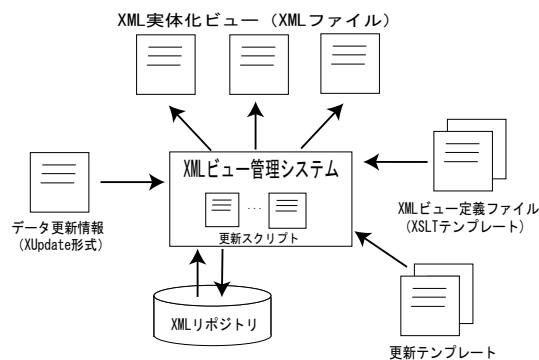 XML実体化ビュー（XMLファイル）
XMLビュー管理システム
...
更新スクリプト
データ更新情報
（XUpdate形式）
XMLビュー定義ファイル
（XSLTテンプレート）
XMLリポジトリ
更新テンプレート